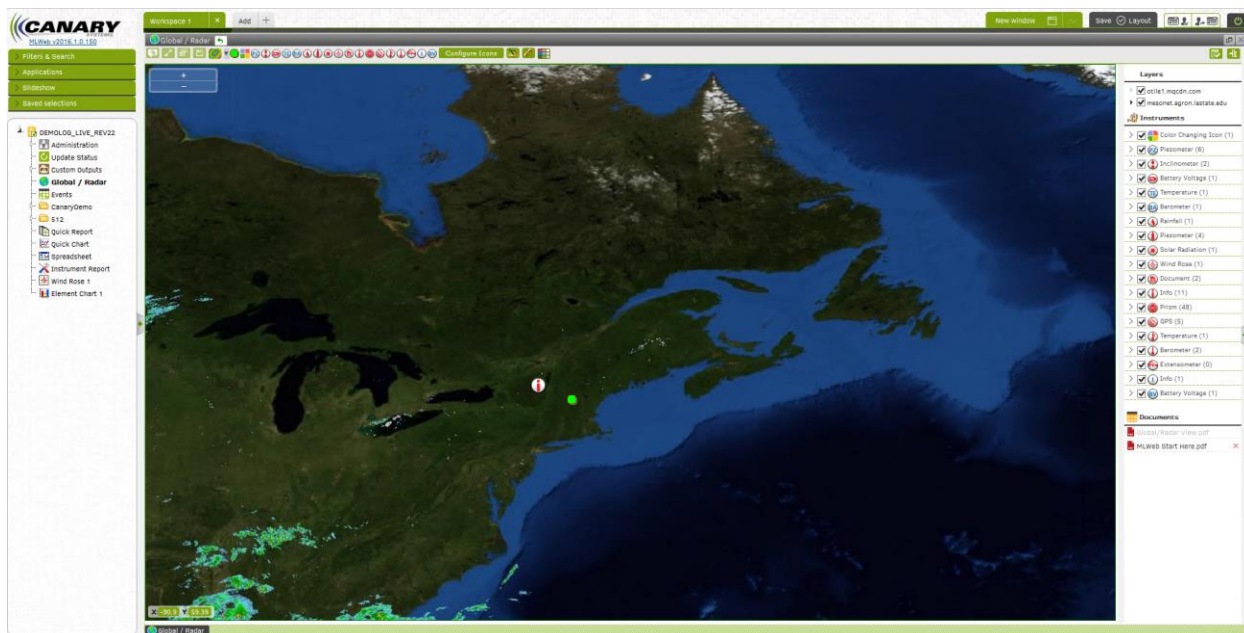 CANARY
SYSTEMS
MLWeb v2016.1.0.150
Filters & Search
Applications
Slideshow
Saved selections
DEMOLOG_LIVE_REV22
Administration
Update Status
Custom Outputs
Global / Radar
Events
CanaryDemo
512
Quick Report
Quick Chart
Spreadsheet
Instrument Report
Wind Rose 1
Element Chart 1
Workspace 1
Add +
New window
Save Layout
Global / Radar
Configure Icons
+
−
Layers
otile1.mqcdn.com
mesonet.agron.iastate.edu
Instruments
Color Changing Icon (1)
Piezometer (6)
Inclinometer (2)
Battery Voltage (1)
Temperature (1)
Barometer (1)
Rainfall (1)
Piezometer (4)
Solar Radiation (1)
Wind Rose (1)
Document (2)
Info (11)
Prism (48)
GPS (5)
Temperature (1)
Barometer (2)
Extensometer (0)
Info (1)
Battery Voltage (1)
Documents
Global/Radar View.pdf
MLWeb Start Here.pdf
X Y
Global / Radar